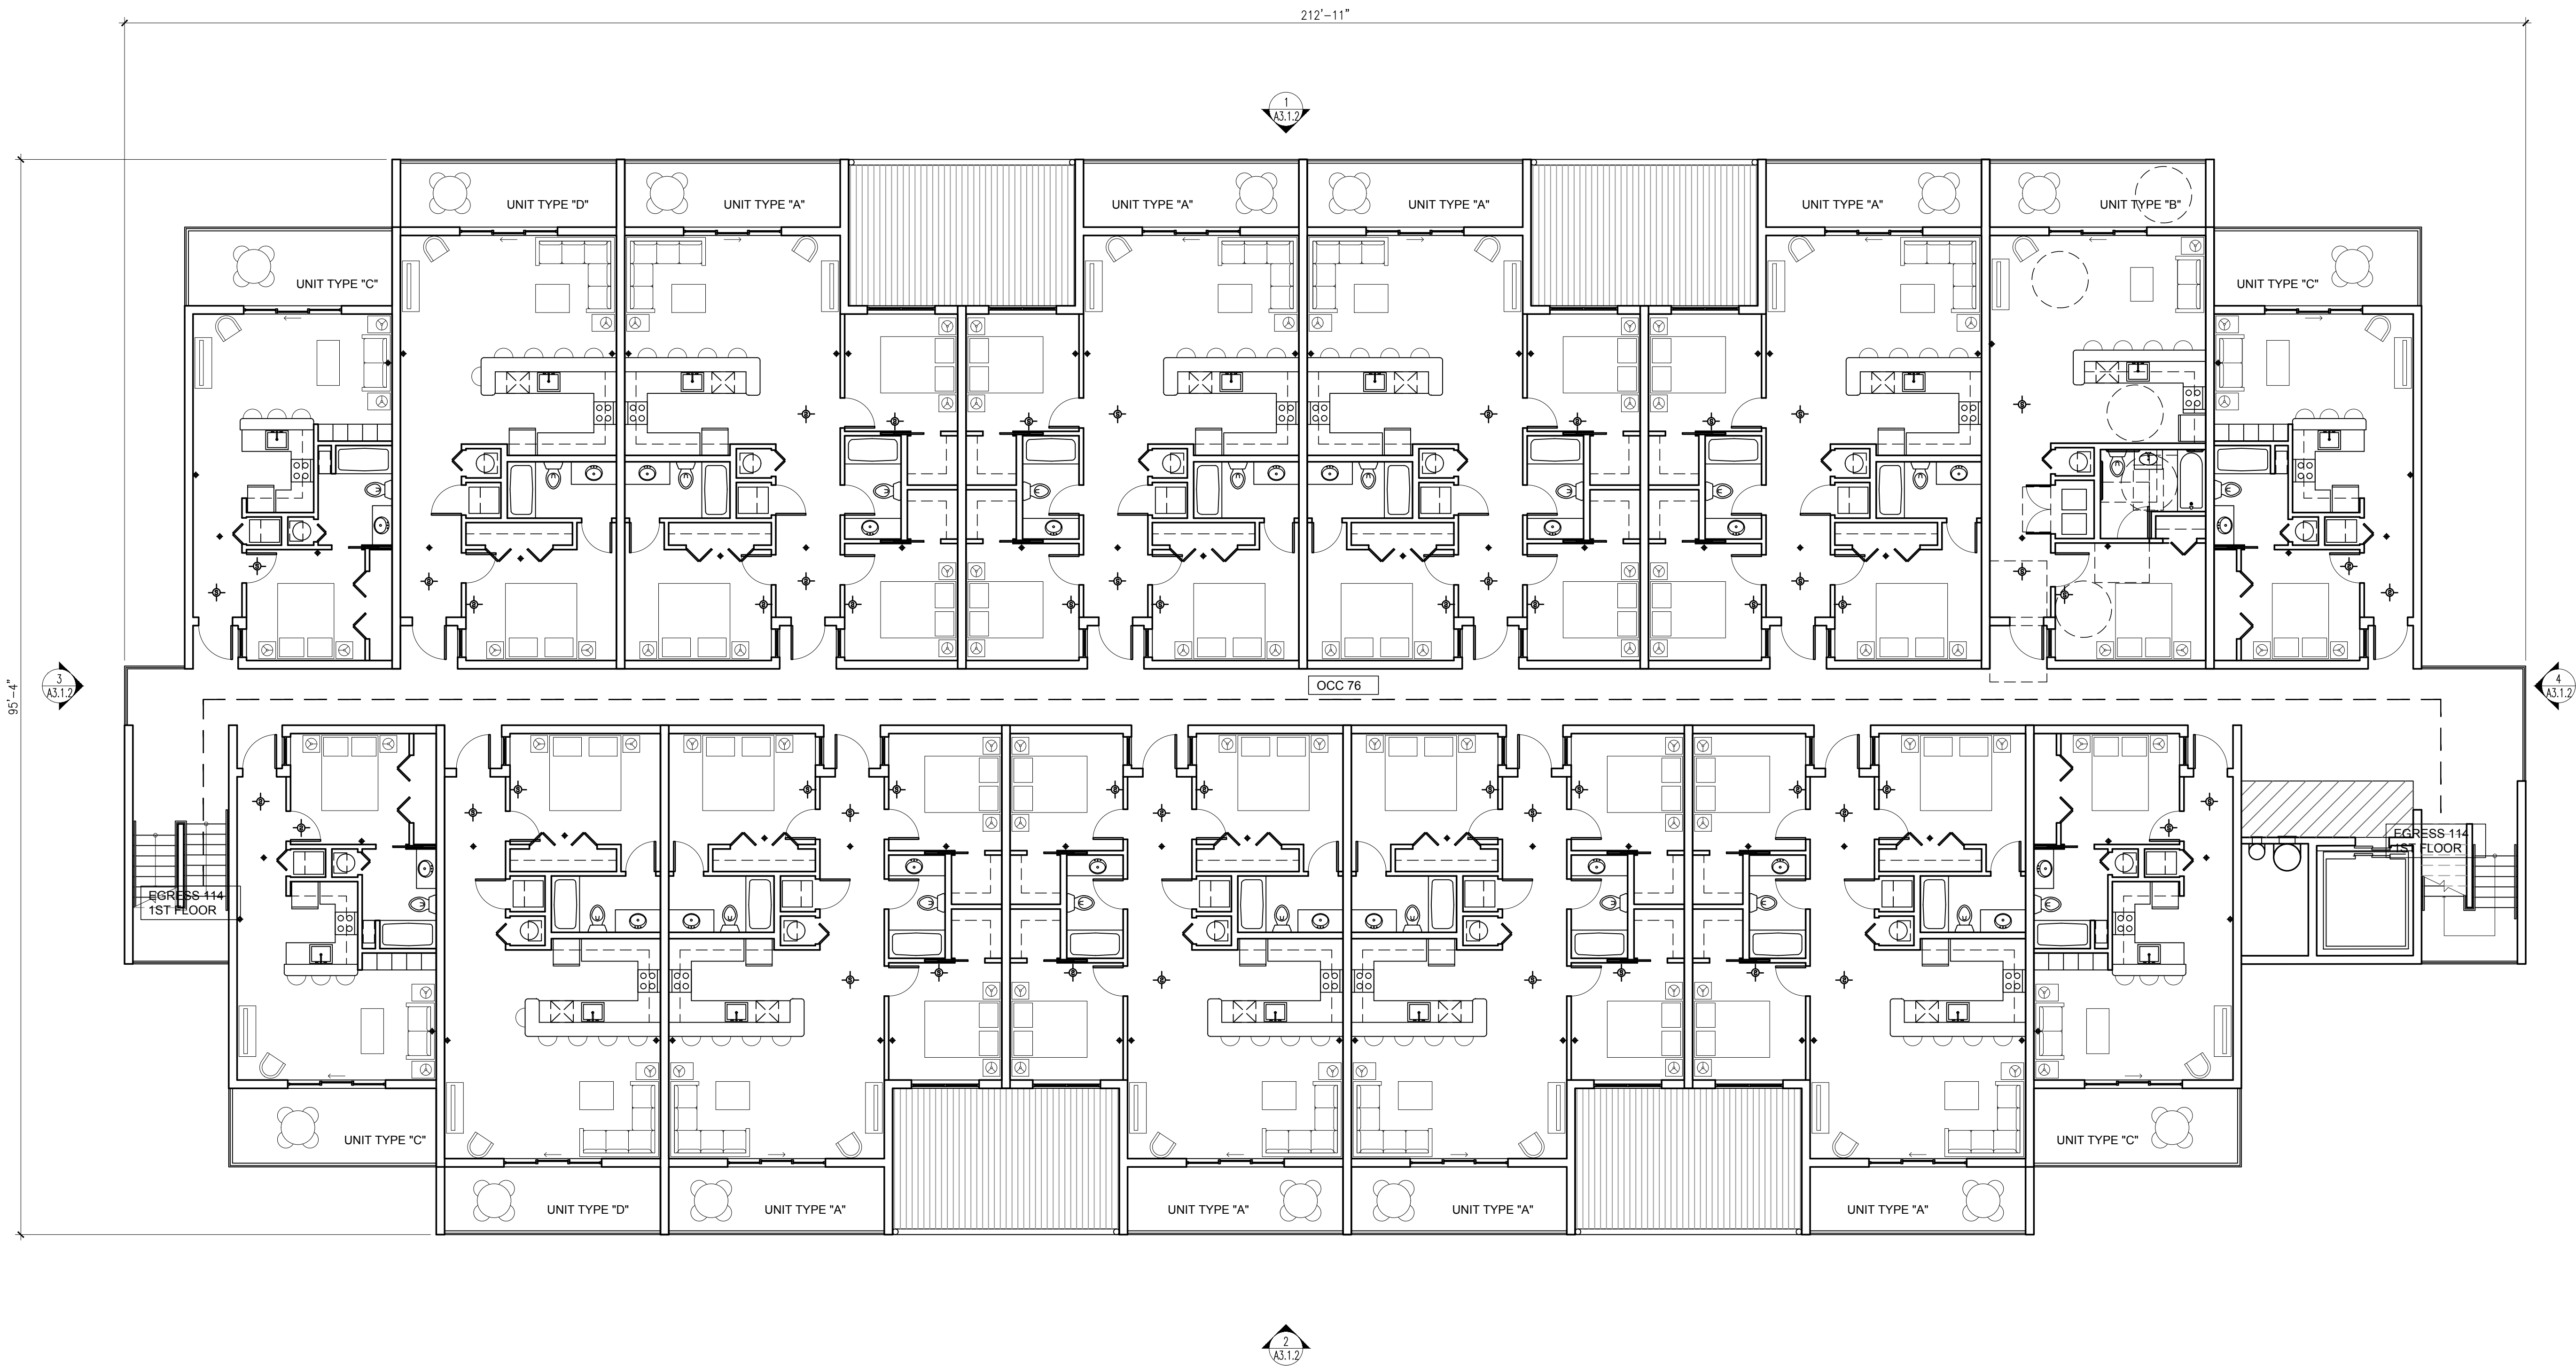 212'-11"
1
A3.1.2
UNIT TYPE "D"
UNIT TYPE "A"
UNIT TYPE "A"
UNIT TYPE "A"
UNIT TYPE "A"
UNIT TYPE "B"
UNIT TYPE "C"
UNIT TYPE "C"
95'-4"
3
A3.1.2
OCC 76
4
A3.1.2
EGRESS 114
1ST FLOOR
EGRESS 114
1ST FLOOR
UNIT TYPE "C"
UNIT TYPE "C"
UNIT TYPE "D"
UNIT TYPE "A"
UNIT TYPE "A"
UNIT TYPE "A"
UNIT TYPE "A"
2
A3.1.2